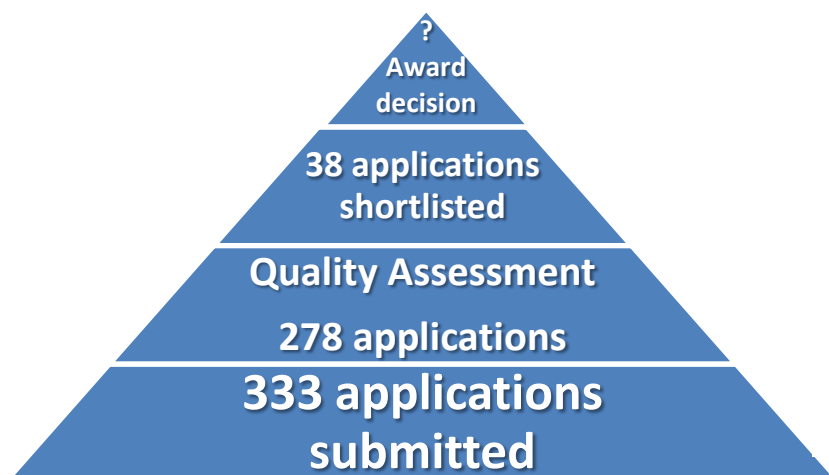 ?
Award
decision
38 applications
shortlisted
Quality Assessment
278 applications
333 applications
submitted